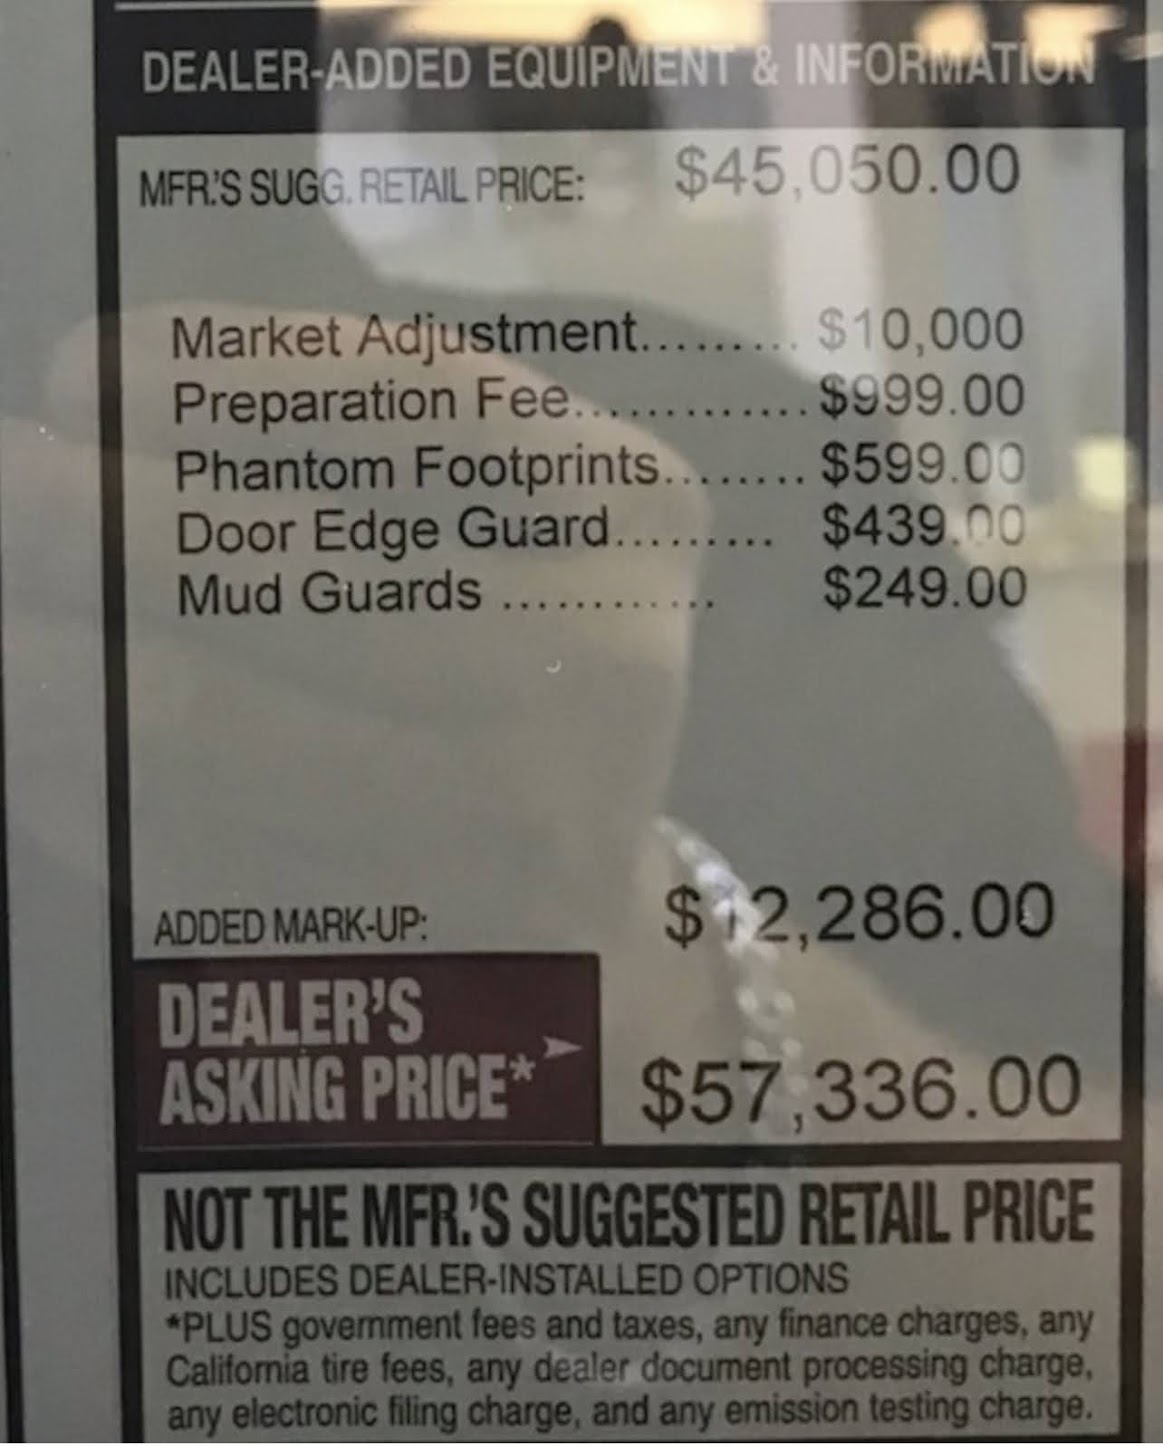 DEALER-ADDED EQUIPMENT & INFORMATION
MFR.'S SUGG. RETAIL PRICE: $45,050.00
Market Adjustment......... $10,000
Preparation Fee............. $999.00
Phantom Footprints........ $599.00
Door Edge Guard......... $439.00
Mud Guards ............ $249.00
ADDED MARK-UP: $12,286.00
DEALER'S
ASKING PRICE* $57,336.00
NOT THE MFR.'S SUGGESTED RETAIL PRICE
INCLUDES DEALER-INSTALLED OPTIONS
*PLUS government fees and taxes, any finance charges, any
California tire fees, any dealer document processing charge,
any electronic filing charge, and any emission testing charge.